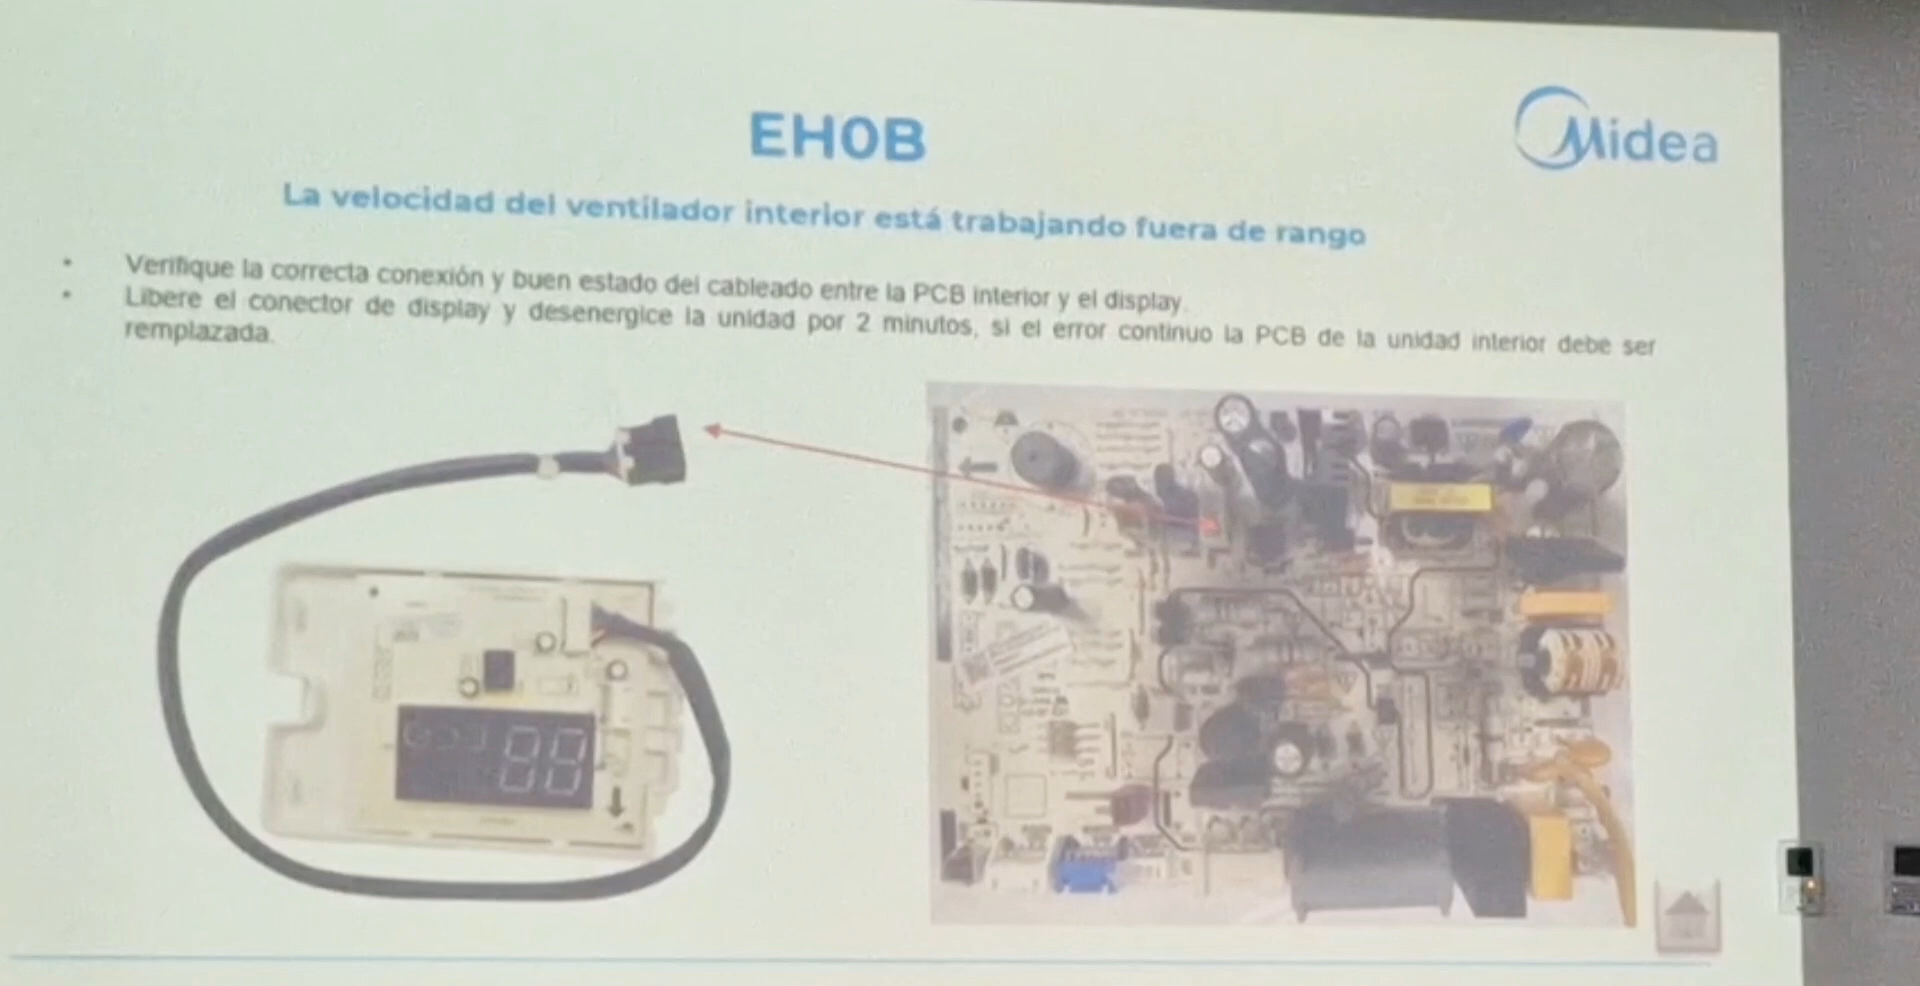 EH0B
Midea
La velocidad del ventilador interior está trabajando fuera de rango
• Verifique la correcta conexión y buen estado del cableado entre la PCB interior y el display.
• Libere el conector de display y desenergice la unidad por 2 minutos, si el error continuo la PCB de la unidad interior debe ser
remplazada.
88